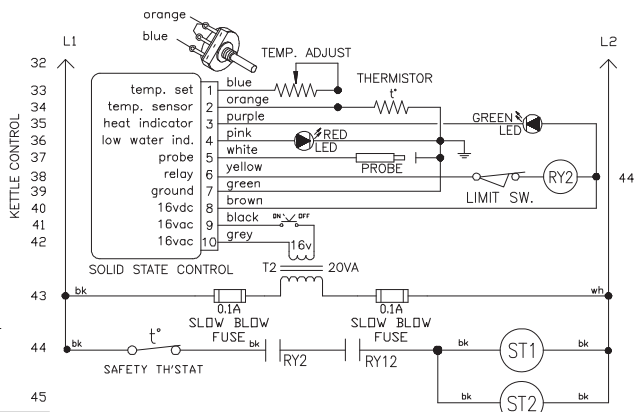 orange
blue
L1
L2
TEMP. ADJUST
32
33 temp. set 1 blue
THERMISTOR
t°
34 temp. sensor 2 orange
35 heat indicator 3 purple
GREEN LED
36 low water ind. 4 pink
RED LED
37 probe 5 white
PROBE
38 relay 6 yellow
LIMIT SW.
RY2
44
39 ground 7 green
40 16vdc 8 brown
41 16vac 9 black
ON OFF
42 16vac 10 grey
16v
KETTLE CONTROL
SOLID STATE CONTROL
T2 20VA
43 bk wh
0.1A
SLOW BLOW
FUSE
0.1A
SLOW BLOW
FUSE
44 bk t° bk bk ST1 bk
SAFETY TH'STAT
RY2
RY12
45 bk ST2 bk